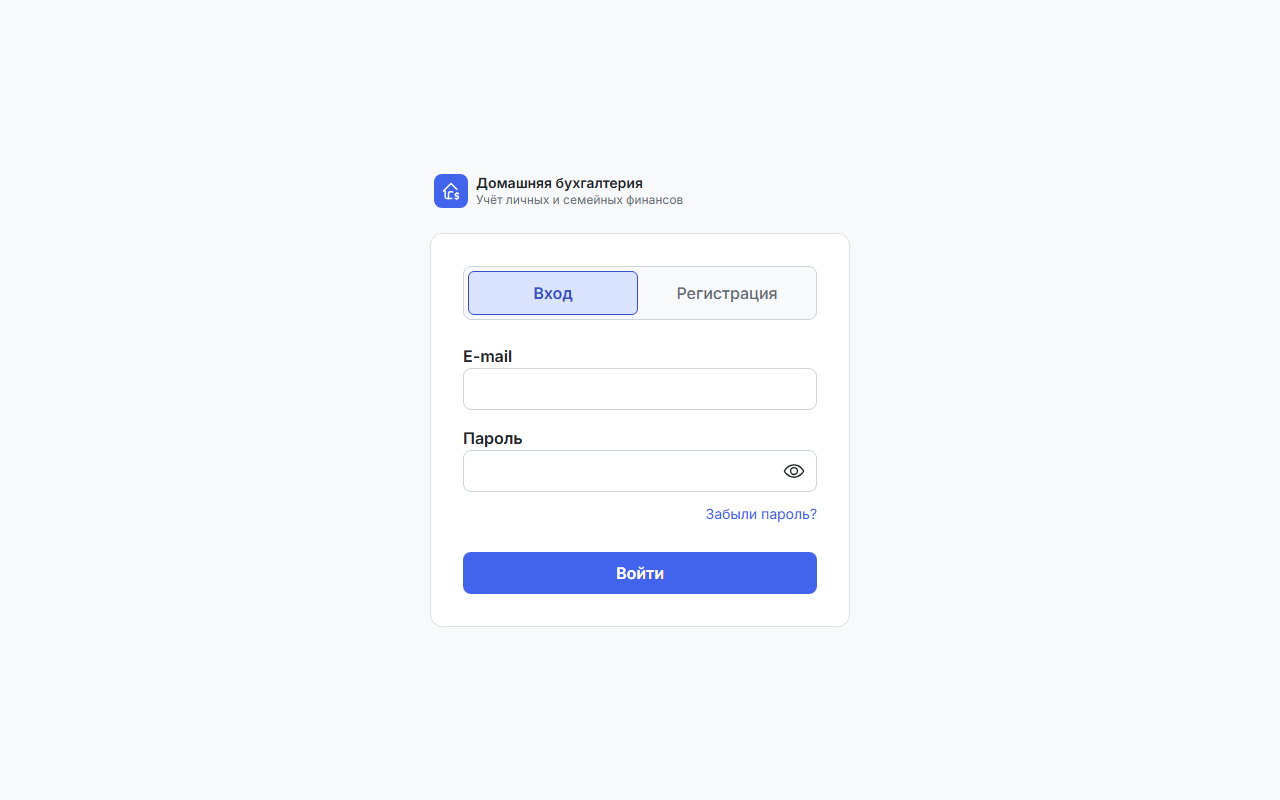 Домашняя бухгалтерия
Учёт личных и семейных финансов
Вход
Регистрация
E-mail
Пароль
Забыли пароль?
Войти